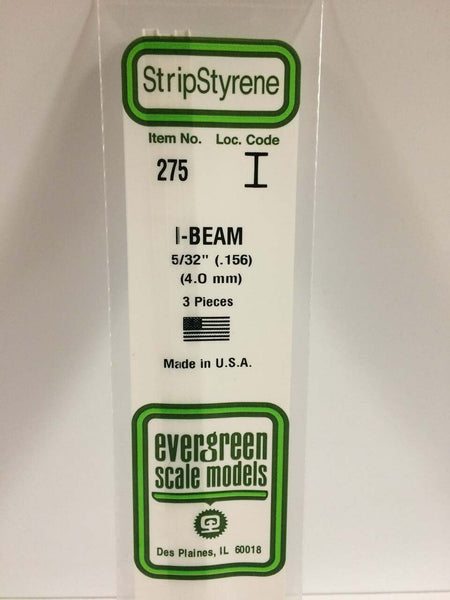 StripStyrene
Item No. Loc. Code
275 I
I-BEAM
5/32" (.156)
(4.0 mm)
3 Pieces
Made in U.S.A.
evergreen
scale models
Des Plaines, IL 60018